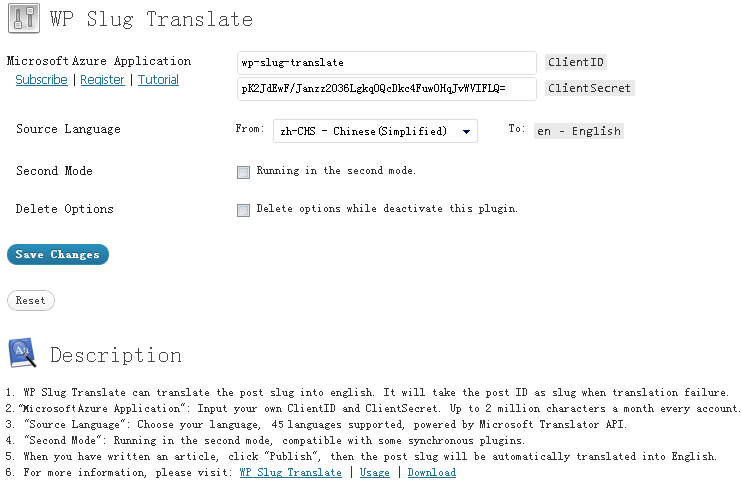 WP Slug Translate
Microsoft Azure Application
wp-slug-translate
ClientID
Subscribe | Register | Tutorial
pK2JdEwF/Janzz2036LgkqOQcDkc4FuwOHqJvWVIFLQ=
ClientSecret
Source Language
From: zh-CHS - Chinese(Simplified)
To: en - English
Second Mode
Running in the second mode.
Delete Options
Delete options while deactivate this plugin.
Save Changes
Reset
Description
1. WP Slug Translate can translate the post slug into english. It will take the post ID as slug when translation failure.
2. "Microsoft Azure Application": Input your own ClientID and ClientSecret. Up to 2 million characters a month every account.
3. "Source Language": Choose your language, 45 languages supported, powered by Microsoft Translator API.
4. "Second Mode": Running in the second mode, compatible with some synchronous plugins.
5. When you have written an article, click "Publish", then the post slug will be automatically translated into English.
6. For more information, please visit: WP Slug Translate | Usage | Download